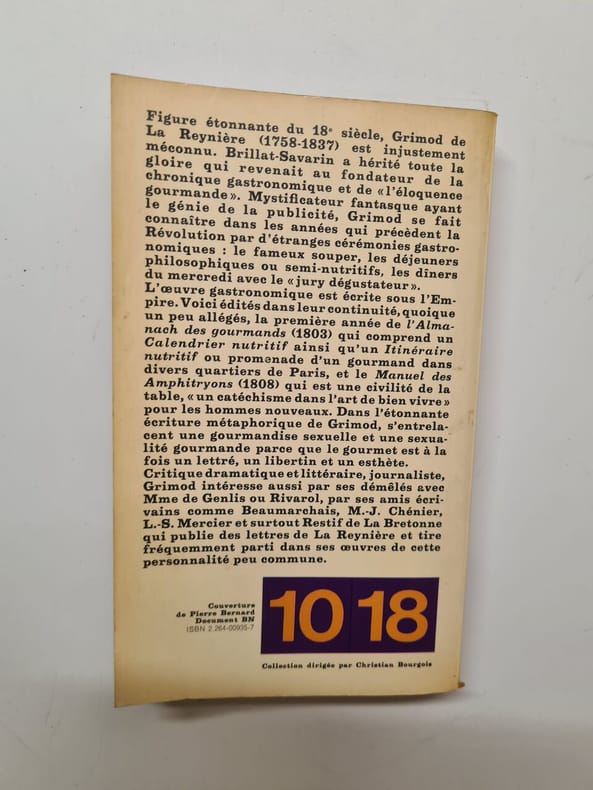 Figure étonnante du 18e siècle, Grimod de
La Reynière (1758-1837) est injustement
méconnu. Brillat-Savarin a hérité toute la
gloire qui revenait au fondateur de la
chronique gastronomique et de « l'éloquence
gourmande ». Mystificateur fantasque ayant
le génie de la publicité, Grimod se fait
connaître dans les années qui précèdent la
Révolution par d'étranges cérémonies gastro-
nomiques : le fameux souper, les déjeuners
philosophiques ou semi-nutritifs, les dîners
du mercredi avec le « jury dégustateur ».
L'œuvre gastronomique est écrite sous l'Em-
pire. Voici édités dans leur continuité, quoique
un peu allégés, la première année de l'Alma-
nach des gourmands (1803) qui comprend un
Calendrier nutritif ainsi qu'un Itinéraire
nutritif ou promenade d'un gourmand dans
divers quartiers de Paris, et le Manuel des
Amphitryons (1808) qui est une civilité de la
table, « un catéchisme dans l'art de bien vivre »
pour les hommes nouveaux. Dans l'étonnante
écriture métaphorique de Grimod, s'entrela-
cent une gourmandise sexuelle et une sexua-
lité gourmande parce que le gourmet est à la
fois un lettré, un libertin et un esthète.
Critique dramatique et littéraire, journaliste,
Grimod intéresse aussi par ses démêlés avec
Mme de Genlis ou Rivarol, par ses amis écri-
vains comme Beaumarchais, M.-J. Chénier,
L.-S. Mercier et surtout Restif de La Bretonne
qui publie des lettres de La Reynière et tire
fréquemment parti dans ses œuvres de cette
personnalité peu commune.
Couverture
de Pierre Bernard
Document BN
ISBN 2.264-00935-7
10 18
Collection dirigée par Christian Bourgois